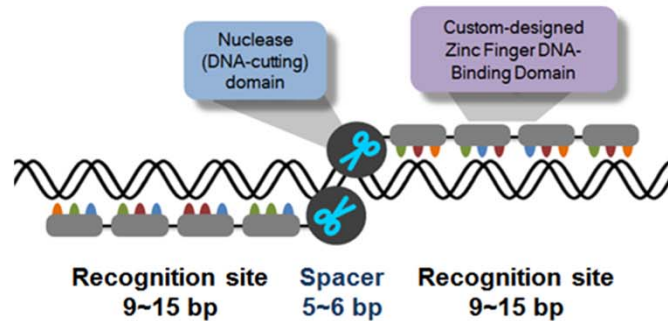 Nuclease
(DNA-cutting)
domain
Custom-designed
Zinc Finger DNA-
Binding Domain
Recognition site
9~15 bp
Spacer
5~6 bp
Recognition site
9~15 bp